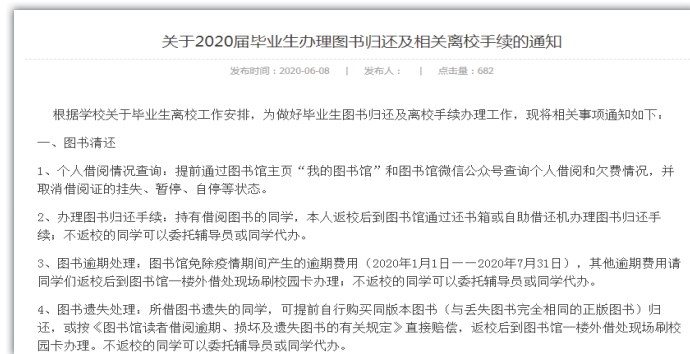 关于2020届毕业生办理图书归还及相关离校手续的通知
发布时间：2020-06-08 | 发布人： | 点击量：682
根据学校关于毕业生离校工作安排，为做好毕业生图书归还及离校手续办理工作，现将相关事项通知如下：
一、图书清还
1、个人借阅情况查询：提前通过图书馆主页“我的图书馆”和图书馆微信公众号查询个人借阅和欠费情况，并
取消借阅证的挂失、暂停、自停等状态。
2、办理图书归还手续：持有借阅图书的同学，本人返校后到图书馆通过还书箱或自助借还机办理图书归还手
续；不返校的同学可以委托辅导员或同学代办。
3、图书逾期处理：图书馆免除疫情期间产生的逾期费用（2020年1月1日——2020年7月31日），其他逾期费用请
同学们返校后到图书馆一楼外借处现场刷校园卡办理；不返校的同学可以委托辅导员或同学代办。
4、图书遗失处理：所借图书遗失的同学，可提前自行购买同版本图书（与丢失图书完全相同的正版图书）归
还，或按《图书馆读者借阅逾期、损坏及遗失图书的有关规定》直接赔偿，返校后到图书馆一楼外借处现场刷校
园卡办理。不返校的同学可以委托辅导员或同学代办。